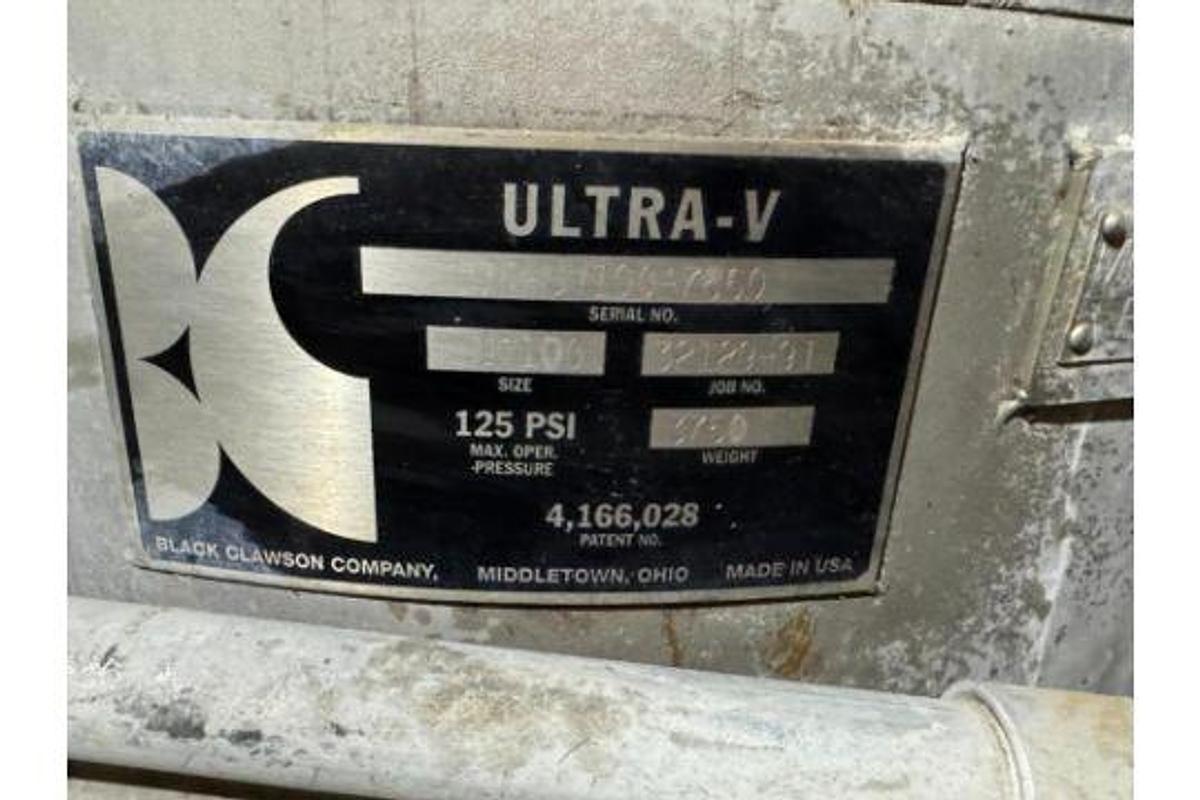 ULTRA-V
SERIAL NO.
SIZE
JOB NO.
125 PSI
MAX. OPER.
-PRESSURE
WEIGHT
4,166,028
PATENT NO.
BLACK CLAWSON COMPANY, MIDDLETOWN, OHIO MADE IN USA